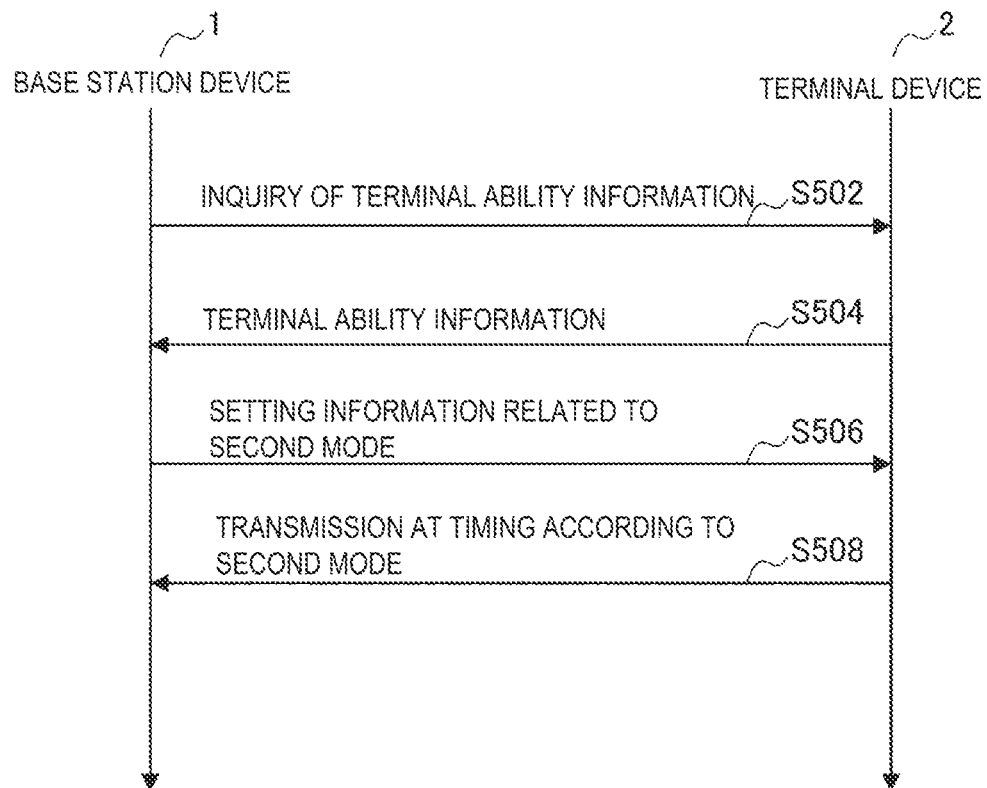 1
BASE STATION DEVICE
2
TERMINAL DEVICE
INQUIRY OF TERMINAL ABILITY INFORMATION
S502
TERMINAL ABILITY INFORMATION
S504
SETTING INFORMATION RELATED TO
SECOND MODE
S506
TRANSMISSION AT TIMING ACCORDING TO
SECOND MODE
S508